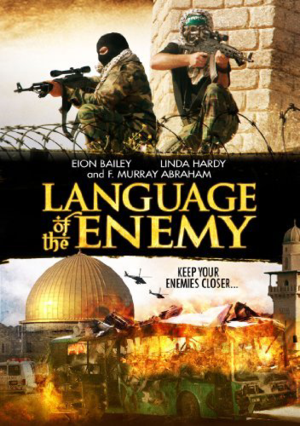 EION BAILEY LINDA HARDY
and F. MURRAY ABRAHAM
LANGUAGE
of the ENEMY
KEEP YOUR
ENEMIES CLOSER...